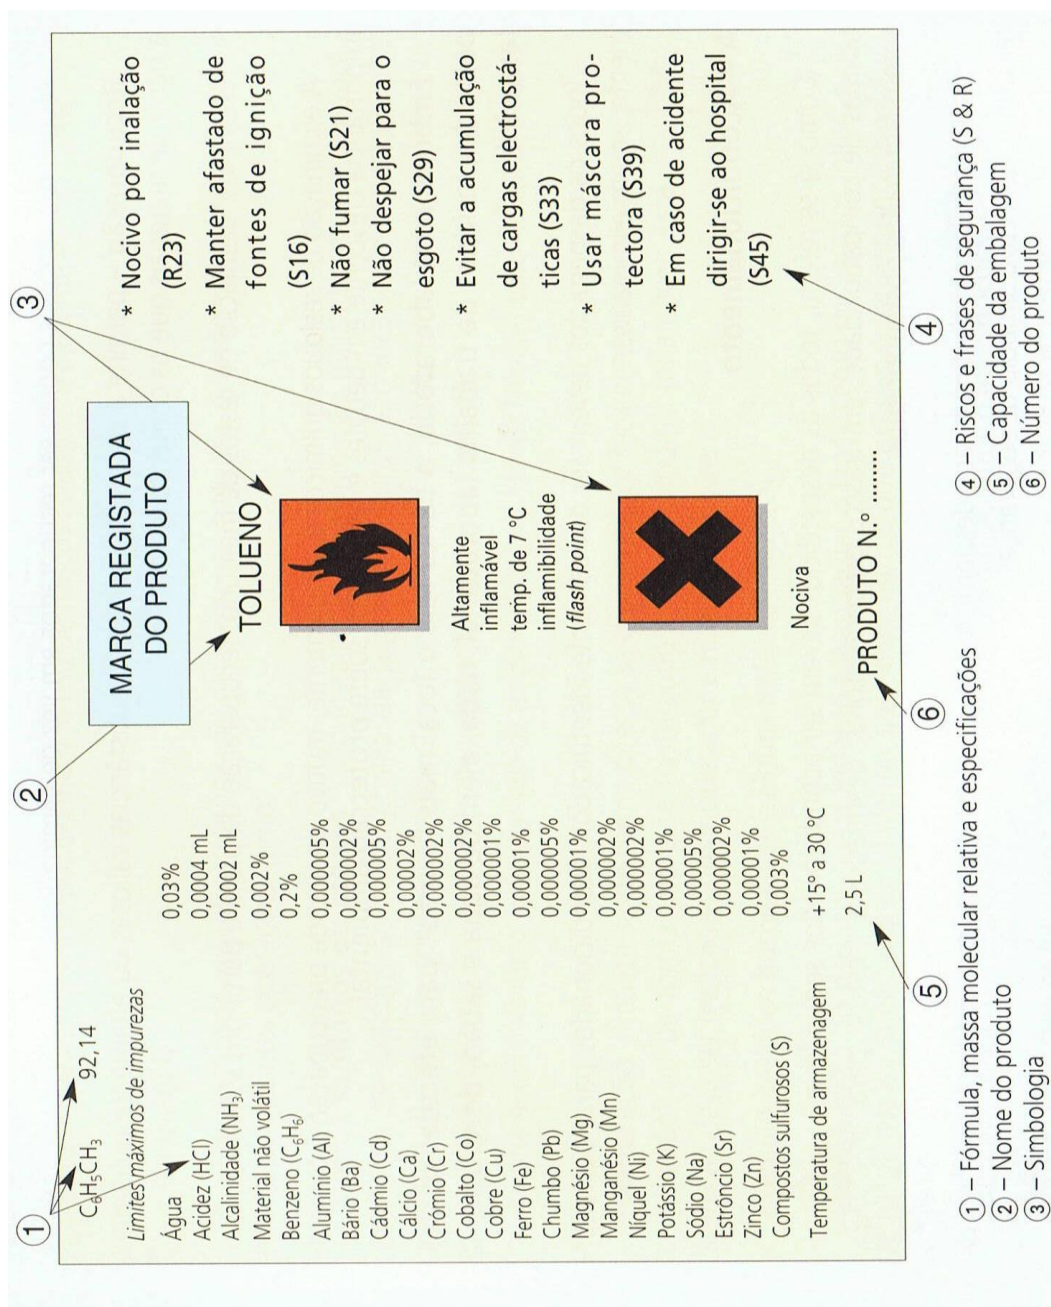 ①
②
③
C₆H₅CH₃ 92,14
Limites máximos de impurezas
Água 0,03%
Acidez (HCl) 0,0004 mL
Alcalinidade (NH₃) 0,0002 mL
Material não volátil 0,002%
Benzeno (C₆H₆) 0,2%
Alumínio (Al) 0,000005%
Bário (Ba) 0,000002%
Cádmio (Cd) 0,000005%
Cálcio (Ca) 0,00002%
Crómio (Cr) 0,000002%
Cobalto (Co) 0,000002%
Cobre (Cu) 0,000001%
Ferro (Fe) 0,00001%
Chumbo (Pb) 0,000005%
Magnésio (Mg) 0,00001%
Manganésio (Mn) 0,000002%
Níquel (Ni) 0,000002%
Potássio (K) 0,00001%
Sódio (Na) 0,00005%
Estrôncio (Sr) 0,000002%
Zinco (Zn) 0,00001%
Compostos sulfurosos (S) 0,003%
Temperatura de armazenagem +15° a 30 °C
2,5 L
MARCA REGISTADA
DO PRODUTO
TOLUENO
Altamente
inflamável
temp. de 7 °C
inflamibilidade
(flash point)
Nociva
PRODUTO N.º ........
* Nocivo por inalação
(R23)
* Manter afastado de
fontes de ignição
(S16)
* Não fumar (S21)
* Não despejar para o
esgoto (S29)
* Evitar a acumulação
de cargas electrostá-
ticas (S33)
* Usar máscara pro-
tectora (S39)
* Em caso de acidente
dirigir-se ao hospital
(S45)
⑤
⑥
④
① – Fórmula, massa molecular relativa e especificações
② – Nome do produto
③ – Simbologia
④ – Riscos e frases de segurança (S & R)
⑤ – Capacidade da embalagem
⑥ – Número do produto